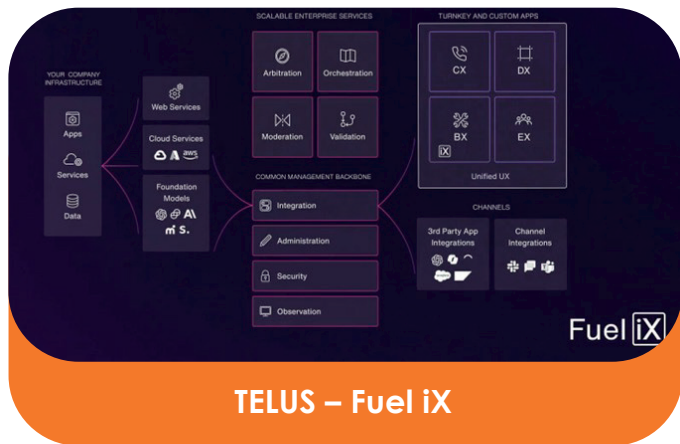 SCALABLE ENTERPRISE SERVICES
TURNKEY AND CUSTOM APPS
Arbitration
Orchestration
CX
DX
YOUR COMPANY
INFRASTRUCTURE
Apps
Services
Data
Web Services
Cloud Services
aws
Foundation
Models
Moderation
Validation
BX
iX
EX
Unified UX
COMMON MANAGEMENT BACKBONE
Integration
Administration
Security
Observation
CHANNELS
3rd Party App
Integrations
Channel
Integrations
Fuel iX
TELUS – Fuel iX